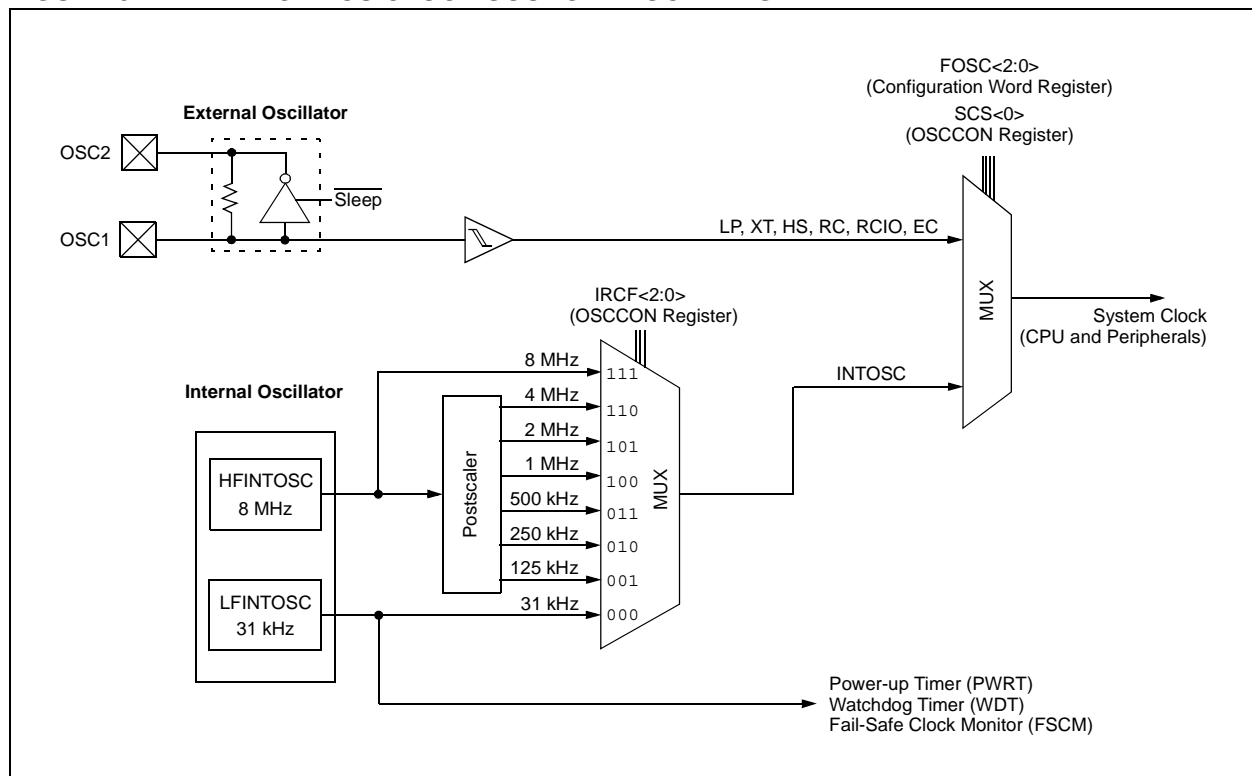 FOSC<2:0>
(Configuration Word Register)
SCS<0>
(OSCCON Register)
External Oscillator
OSC2
Sleep
OSC1
LP, XT, HS, RC, RCIO, EC
IRCF<2:0>
(OSCCON Register)
MUX
System Clock
(CPU and Peripherals)
8 MHz
111
INTOSC
Internal Oscillator
4 MHz
110
2 MHz
101
1 MHz
100
HFINTOSC
8 MHz
Postscaler
MUX
500 kHz
011
250 kHz
010
125 kHz
001
LFINTOSC
31 kHz
31 kHz
000
Power-up Timer (PWRT)
Watchdog Timer (WDT)
Fail-Safe Clock Monitor (FSCM)